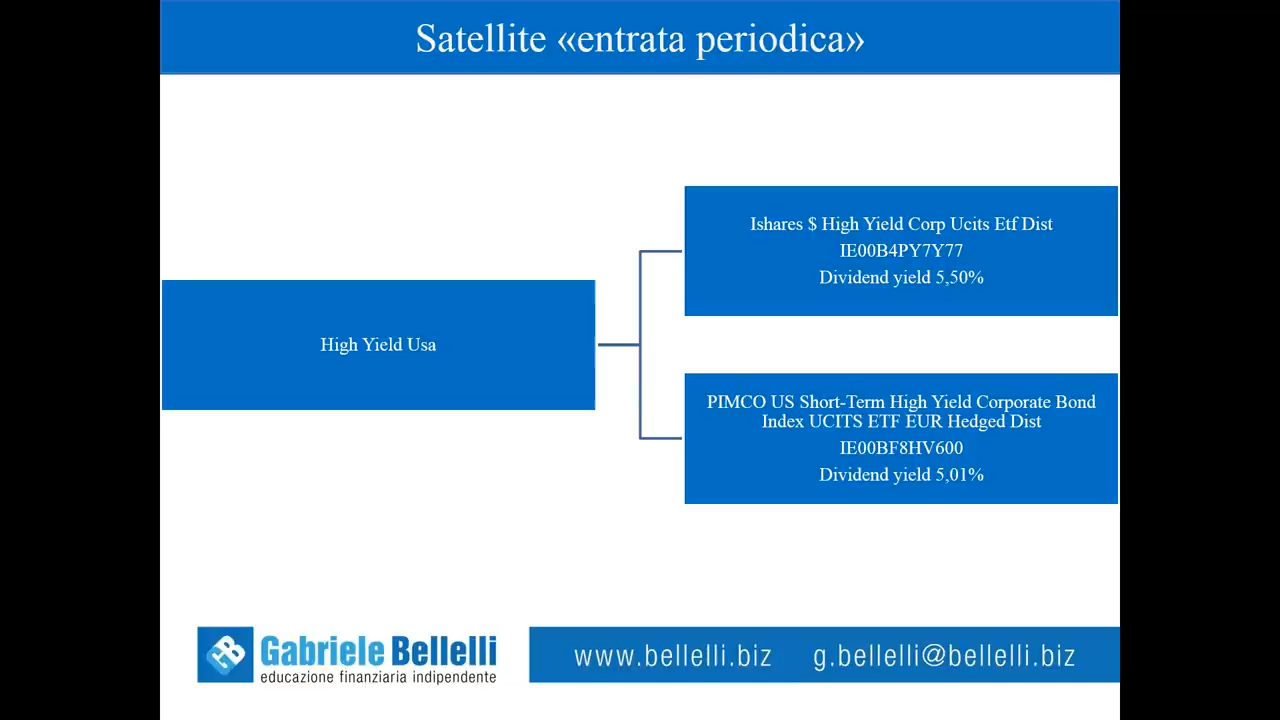 Satellite «entrata periodica»
Ishares $ High Yield Corp Ucits Etf Dist
IE00B4PY7Y77
Dividend yield 5,50%
High Yield Usa
PIMCO US Short-Term High Yield Corporate Bond
Index UCITS ETF EUR Hedged Dist
IE00BF8HV600
Dividend yield 5,01%
Gabriele Bellelli
educazione finanziaria indipendente
www.bellelli.biz g.bellelli@bellelli.biz